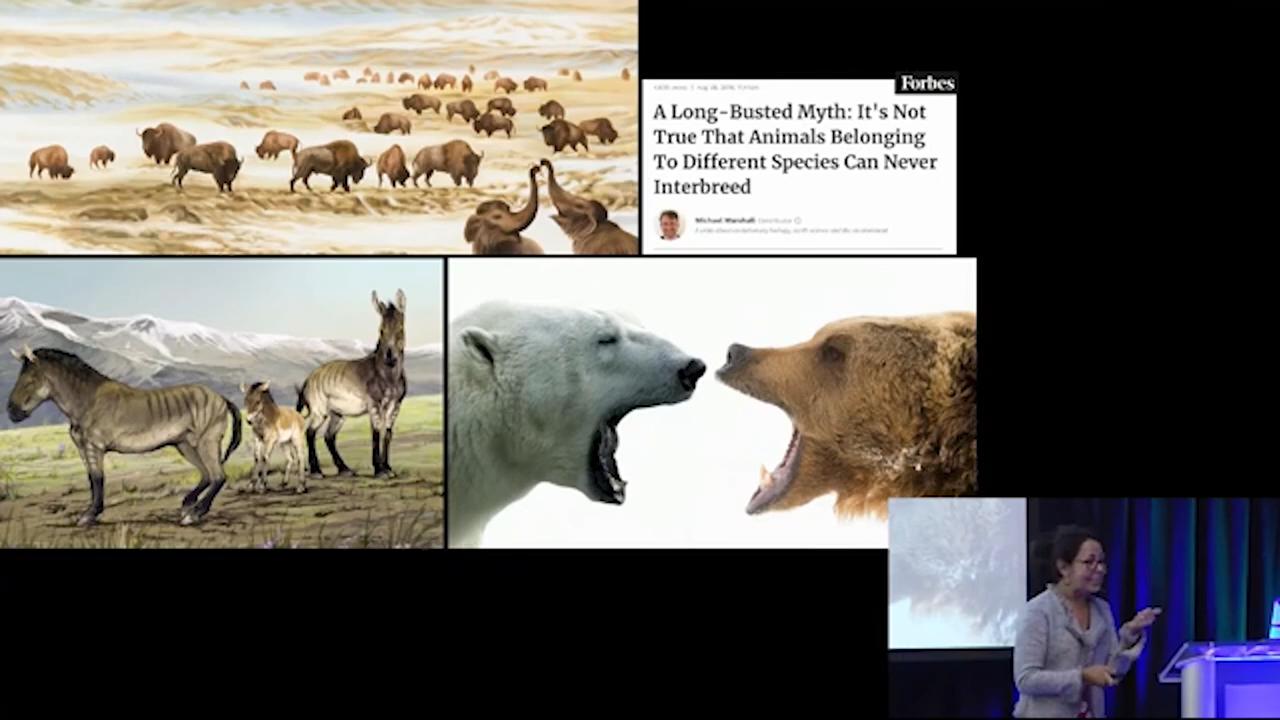 Forbes
A Long-Busted Myth: It's Not
True That Animals Belonging
To Different Species Can Never
Interbreed
Michael Marshall